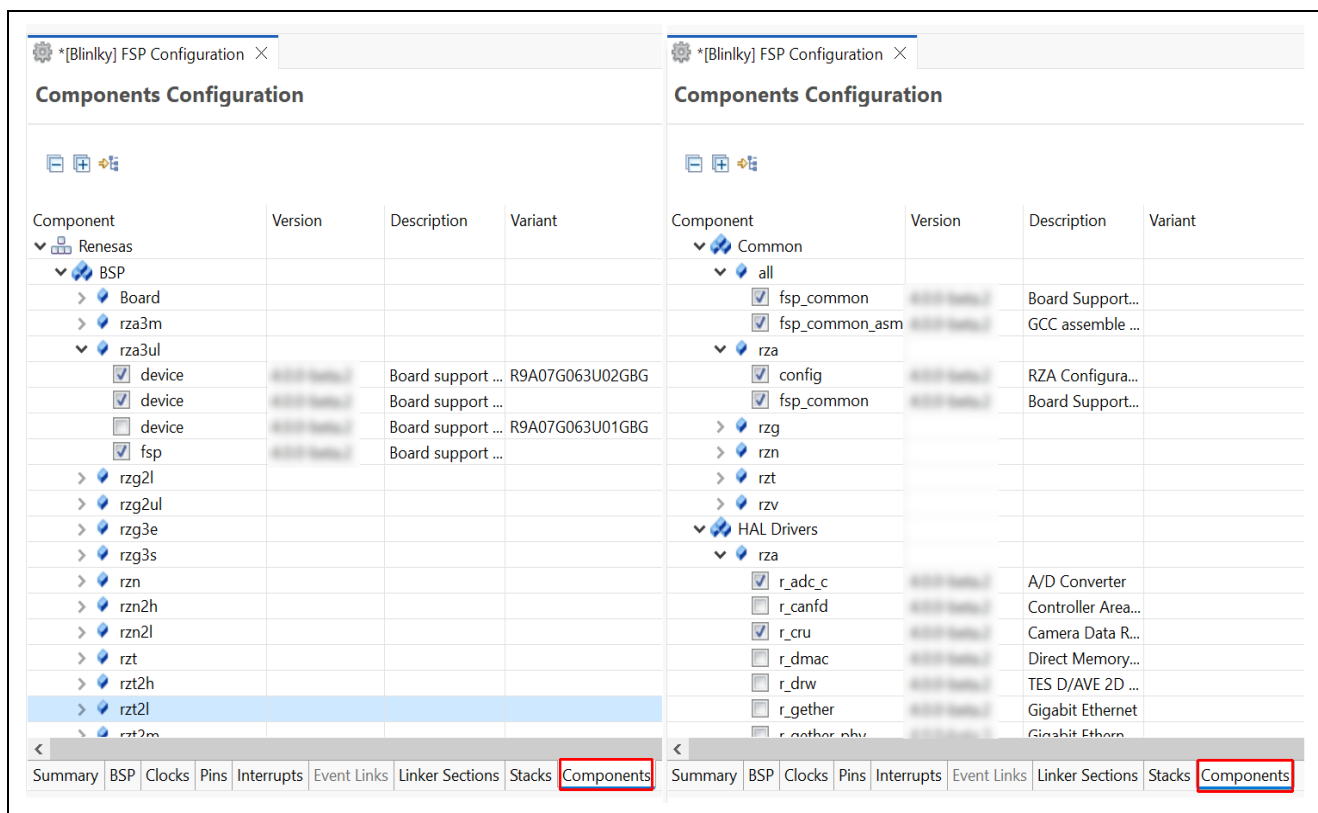 *[Blinlky] FSP Configuration
Components Configuration
Component Version Description Variant
Renesas
BSP
Board
rza3m
rza3ul
device Board support ... R9A07G063U02GBG
device Board support ...
device Board support ... R9A07G063U01GBG
fsp Board support ...
rzg2l
rzg2ul
rzg3e
rzg3s
rzn
rzn2h
rzn2l
rzt
rzt2h
rzt2l
rzt2m
Summary BSP Clocks Pins Interrupts Event Links Linker Sections Stacks Components
*[Blinlky] FSP Configuration
Components Configuration
Component Version Description Variant
Common
all
fsp_common Board Support...
fsp_common_asm GCC assemble ...
rza
config RZA Configura...
fsp_common Board Support...
rzg
rzn
rzt
rzv
HAL Drivers
rza
r_adc_c A/D Converter
r_canfd Controller Area...
r_cru Camera Data R...
r_dmac Direct Memory...
r_drw TES D/AVE 2D ...
r_gether Gigabit Ethernet
r_gether_phy Gigabit Ethern...
Summary BSP Clocks Pins Interrupts Event Links Linker Sections Stacks Components